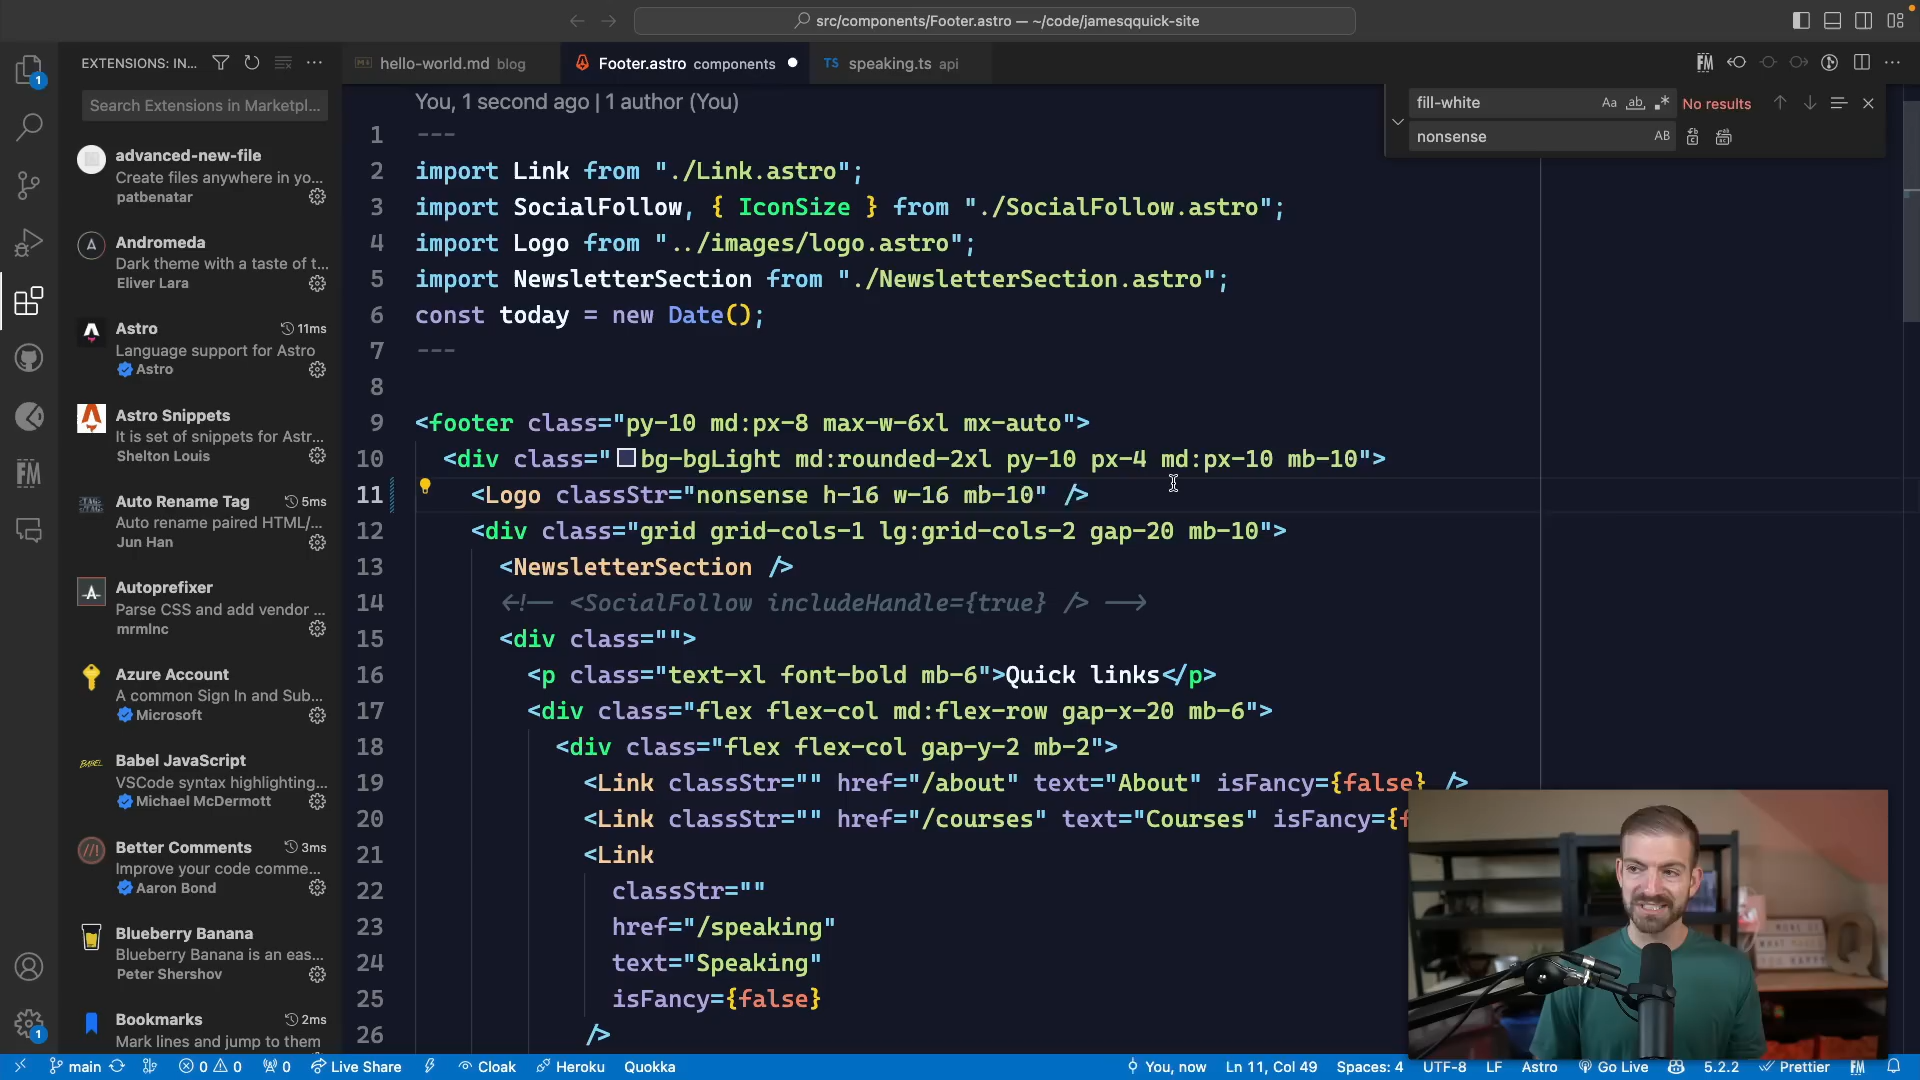 src/components/Footer.astro — ~/code/jamesqquick-site
EXTENSIONS: IN...
hello-world.md blog
Footer.astro components
TS speaking.ts api
Search Extensions in Marketpl...
advanced-new-file
Create files anywhere in yo...
patbenatar
Andromeda
Dark theme with a taste of t...
Eliver Lara
Astro 11ms
Language support for Astro
Astro
Astro Snippets
It is set of snippets for Astr...
Shelton Louis
Auto Rename Tag 5ms
Auto rename paired HTML/...
Jun Han
Autoprefixer
Parse CSS and add vendor ...
mrmlnc
Azure Account
A common Sign In and Sub...
Microsoft
Babel JavaScript
VSCode syntax highlighting...
Michael McDermott
Better Comments 3ms
Improve your code comme...
Aaron Bond
Blueberry Banana
Blueberry Banana is an eas...
Peter Shershov
Bookmarks 2ms
Mark lines and jump to them
fill-white Aa ab .* No results
nonsense AB
You, 1 second ago | 1 author (You)
1 ---
2 import Link from "./Link.astro";
3 import SocialFollow, { IconSize } from "./SocialFollow.astro";
4 import Logo from "../images/logo.astro";
5 import NewsletterSection from "./NewsletterSection.astro";
6 const today = new Date();
7 ---
8
9 <footer class="py-10 md:px-8 max-w-6xl mx-auto">
10 <div class="bg-bgLight md:rounded-2xl py-10 px-4 md:px-10 mb-10">
11 <Logo classStr="nonsense h-16 w-16 mb-10" />
12 <div class="grid grid-cols-1 lg:grid-cols-2 gap-20 mb-10">
13 <NewsletterSection />
14 <!-- <SocialFollow includeHandle={true} /> -->
15 <div class="">
16 <p class="text-xl font-bold mb-6">Quick links</p>
17 <div class="flex flex-col md:flex-row gap-x-20 mb-6">
18 <div class="flex flex-col gap-y-2 mb-2">
19 <Link classStr="" href="/about" text="About" isFancy={false} />
20 <Link classStr="" href="/courses" text="Courses" isFancy={f
21 <Link
22 classStr=""
23 href="/speaking"
24 text="Speaking"
25 isFancy={false}
26 />
main 0 0 0 Live Share Cloak Heroku Quokka You, now Ln 11, Col 49 Spaces: 4 UTF-8 LF Astro Go Live 5.2.2 Prettier FM